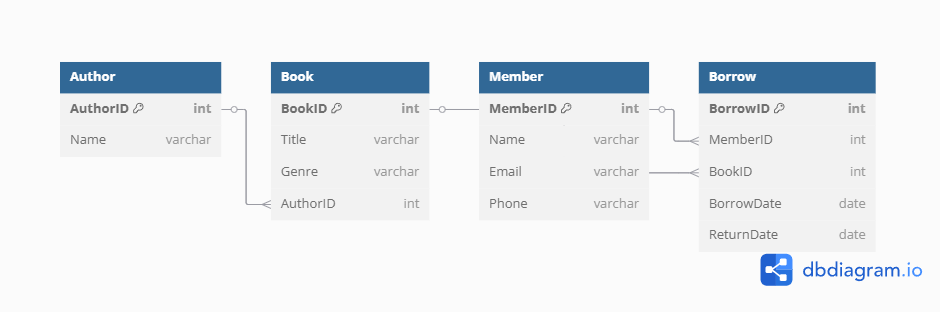 Author
AuthorID int
Name varchar
Book
BookID int
Title varchar
Genre varchar
AuthorID int
Member
MemberID int
Name varchar
Email varchar
Phone varchar
Borrow
BorrowID int
MemberID int
BookID int
BorrowDate date
ReturnDate date
dbdiagram.io